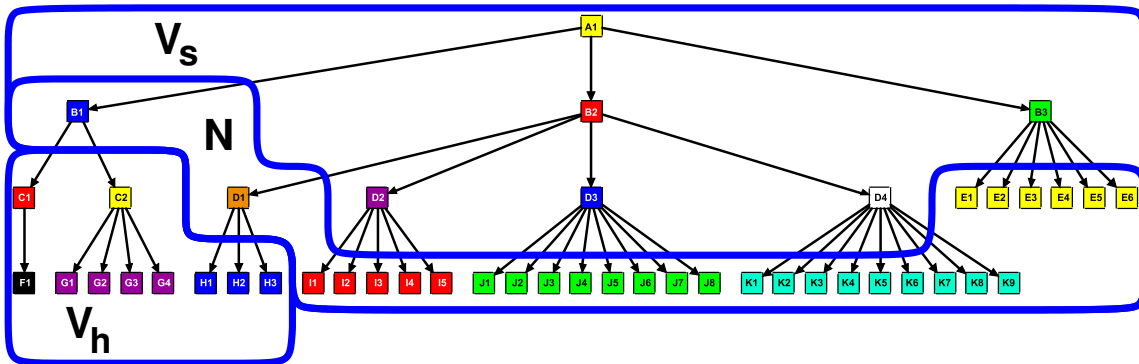 A1
V_s
B1
B2
B3
N
C1
C2
D1
D2
D3
D4
E1
E2
E3
E4
E5
E6
F1
G1
G2
G3
G4
H1
H2
H3
I1
I2
I3
I4
I5
J1
J2
J3
J4
J5
J6
J7
J8
K1
K2
K3
K4
K5
K6
K7
K8
K9
V_h